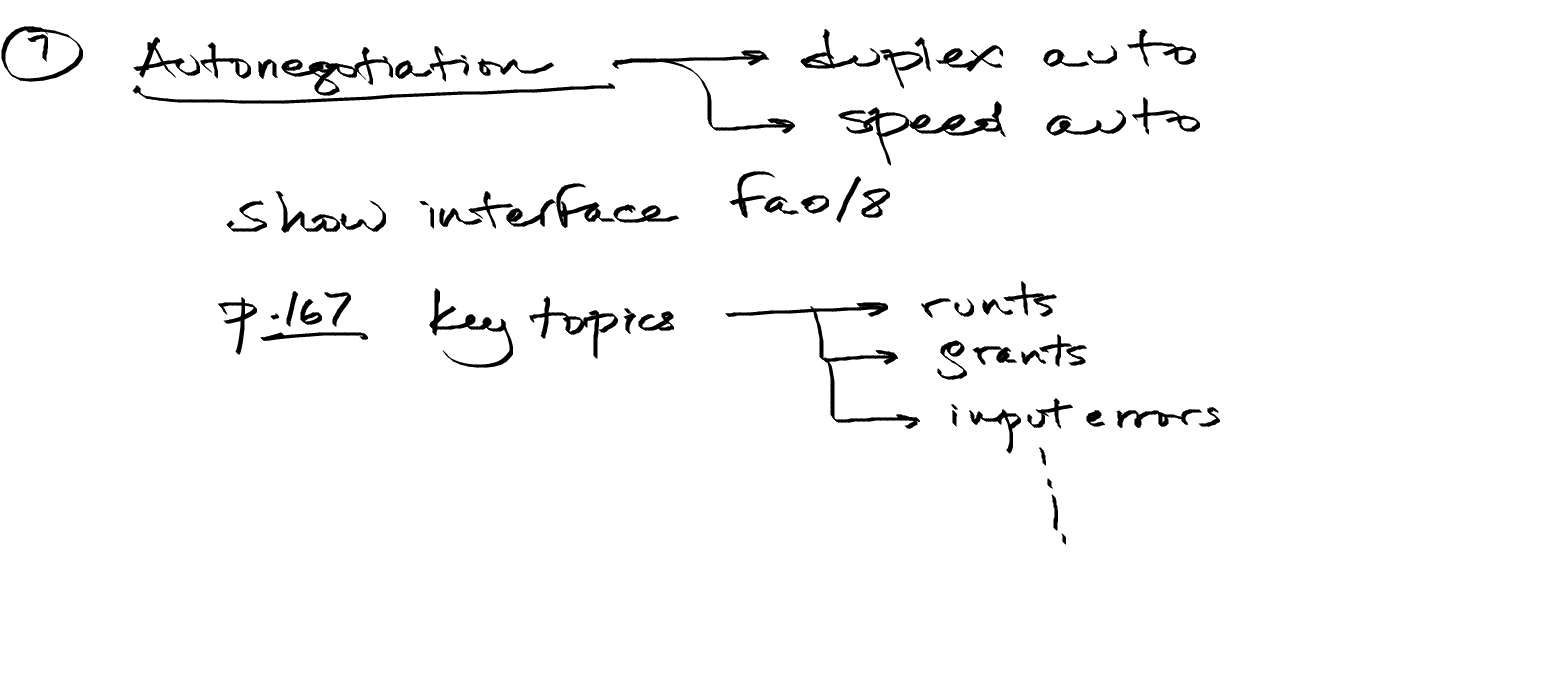 7 Autonegotiation → duplex auto
→ speed auto
show interface fa0/8
p.167 key topics → runts
→ grants
→ input errors